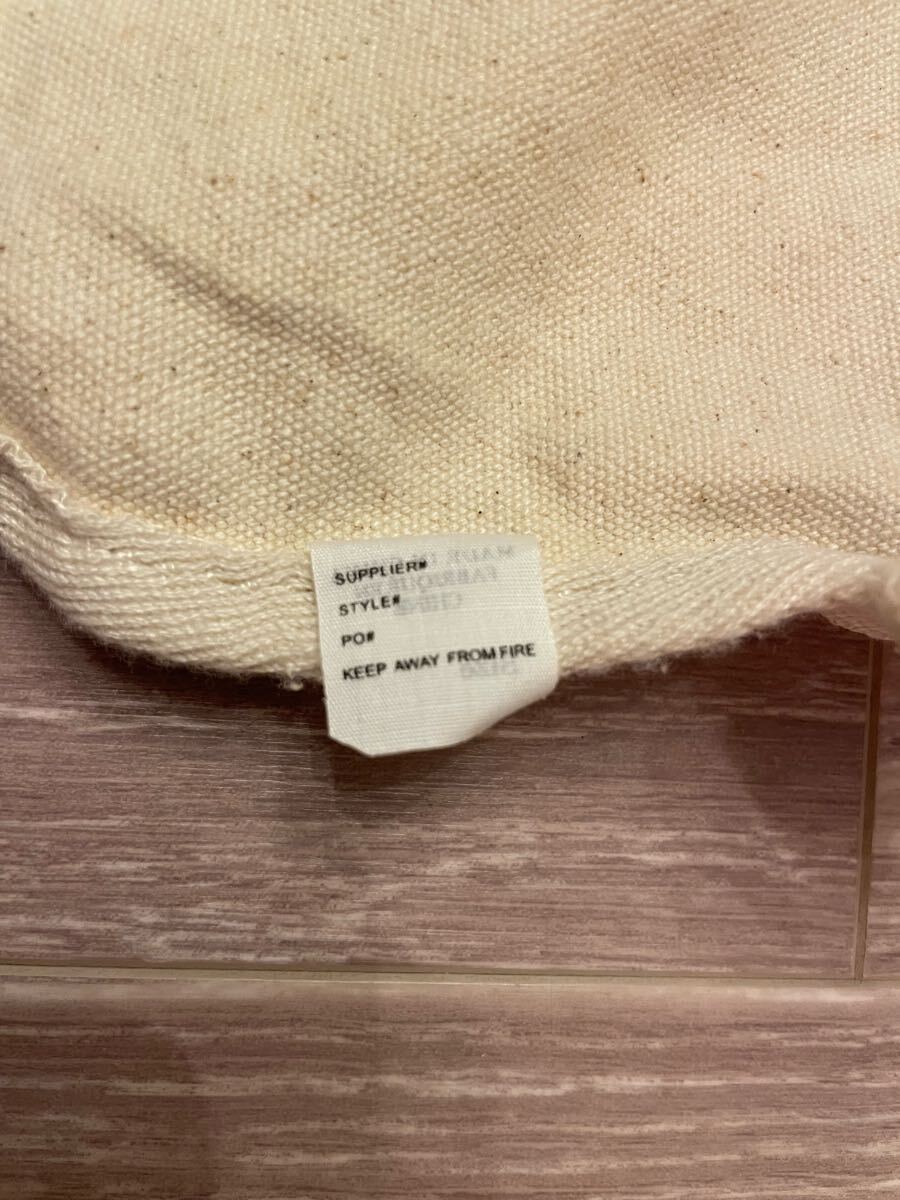 SUPPLIER#
STYLE#
PO#
KEEP AWAY FROM FIRE